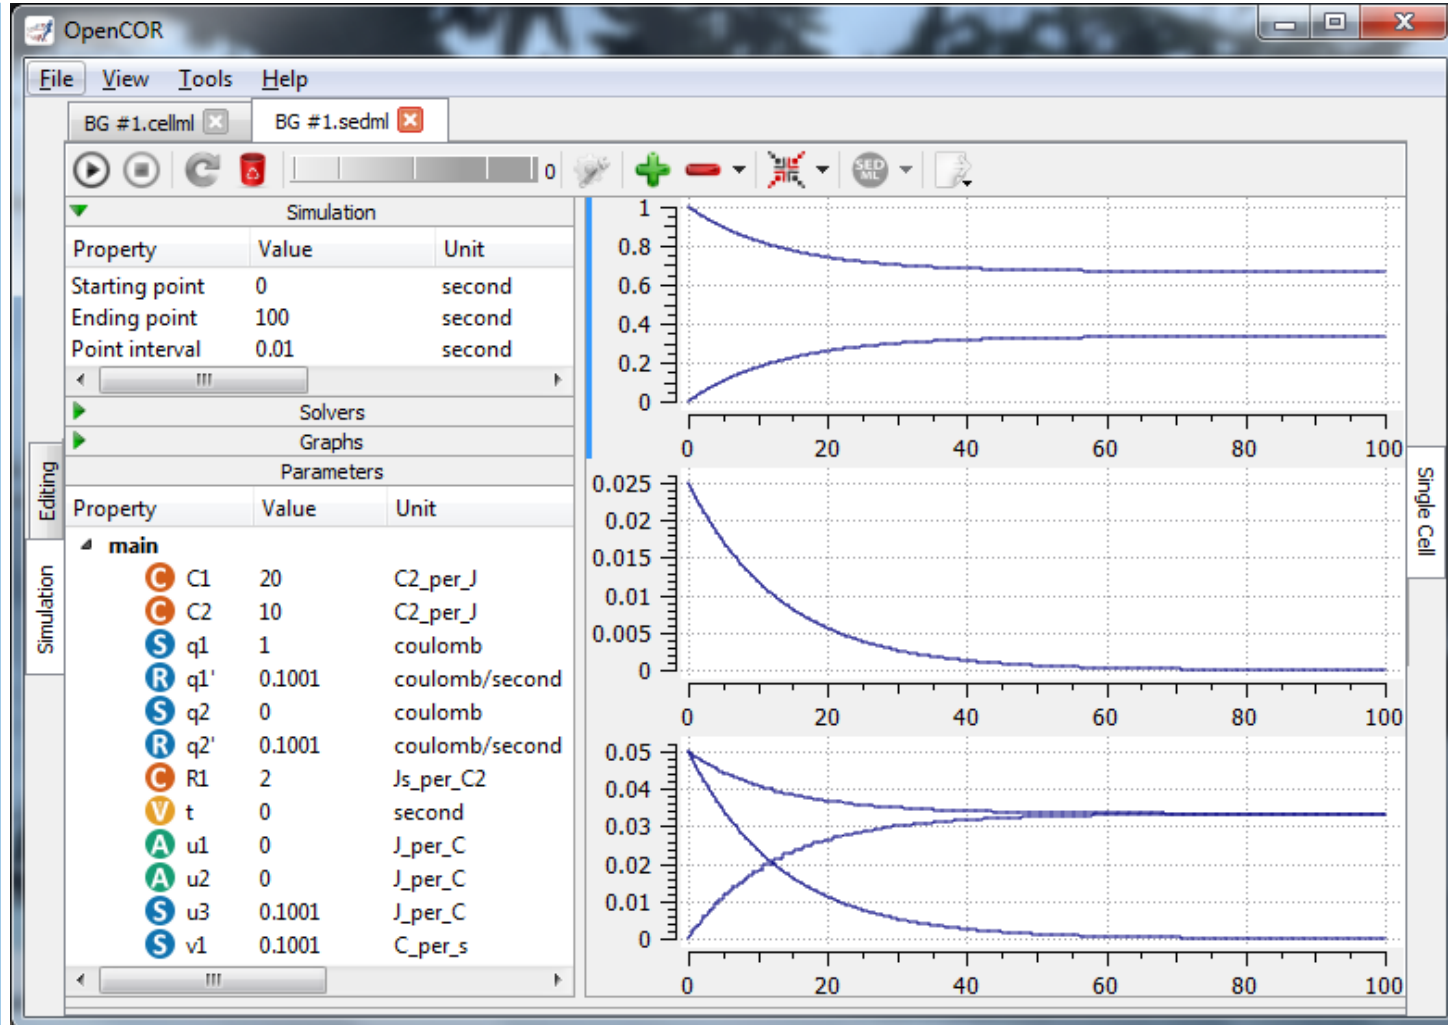 OpenCOR
File View Tools Help
BG #1.cellml BG #1.sedml
0 SED ML
Simulation
Property Value Unit
Starting point 0 second
Ending point 100 second
Point interval 0.01 second
Solvers
Graphs
Parameters
Property Value Unit
main
C C1 20 C2_per_J
C C2 10 C2_per_J
S q1 1 coulomb
R q1' 0.1001 coulomb/second
S q2 0 coulomb
R q2' 0.1001 coulomb/second
C R1 2 Js_per_C2
V t 0 second
A u1 0 J_per_C
A u2 0 J_per_C
S u3 0.1001 J_per_C
S v1 0.1001 C_per_s
Editing
Simulation
1
0.8
0.6
0.4
0.2
0
0 20 40 60 80 100
0.025
0.02
0.015
0.01
0.005
0
0 20 40 60 80 100
0.05
0.04
0.03
0.02
0.01
0
0 20 40 60 80 100
Single Cell